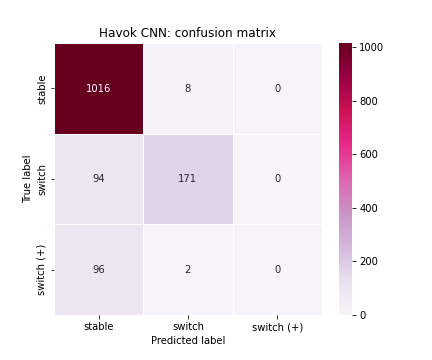 Havok CNN: confusion matrix
True label
stable
switch
switch (+)
1016 8 0
94 171 0
96 2 0
stable switch switch (+)
Predicted label
1000
800
600
400
200
0